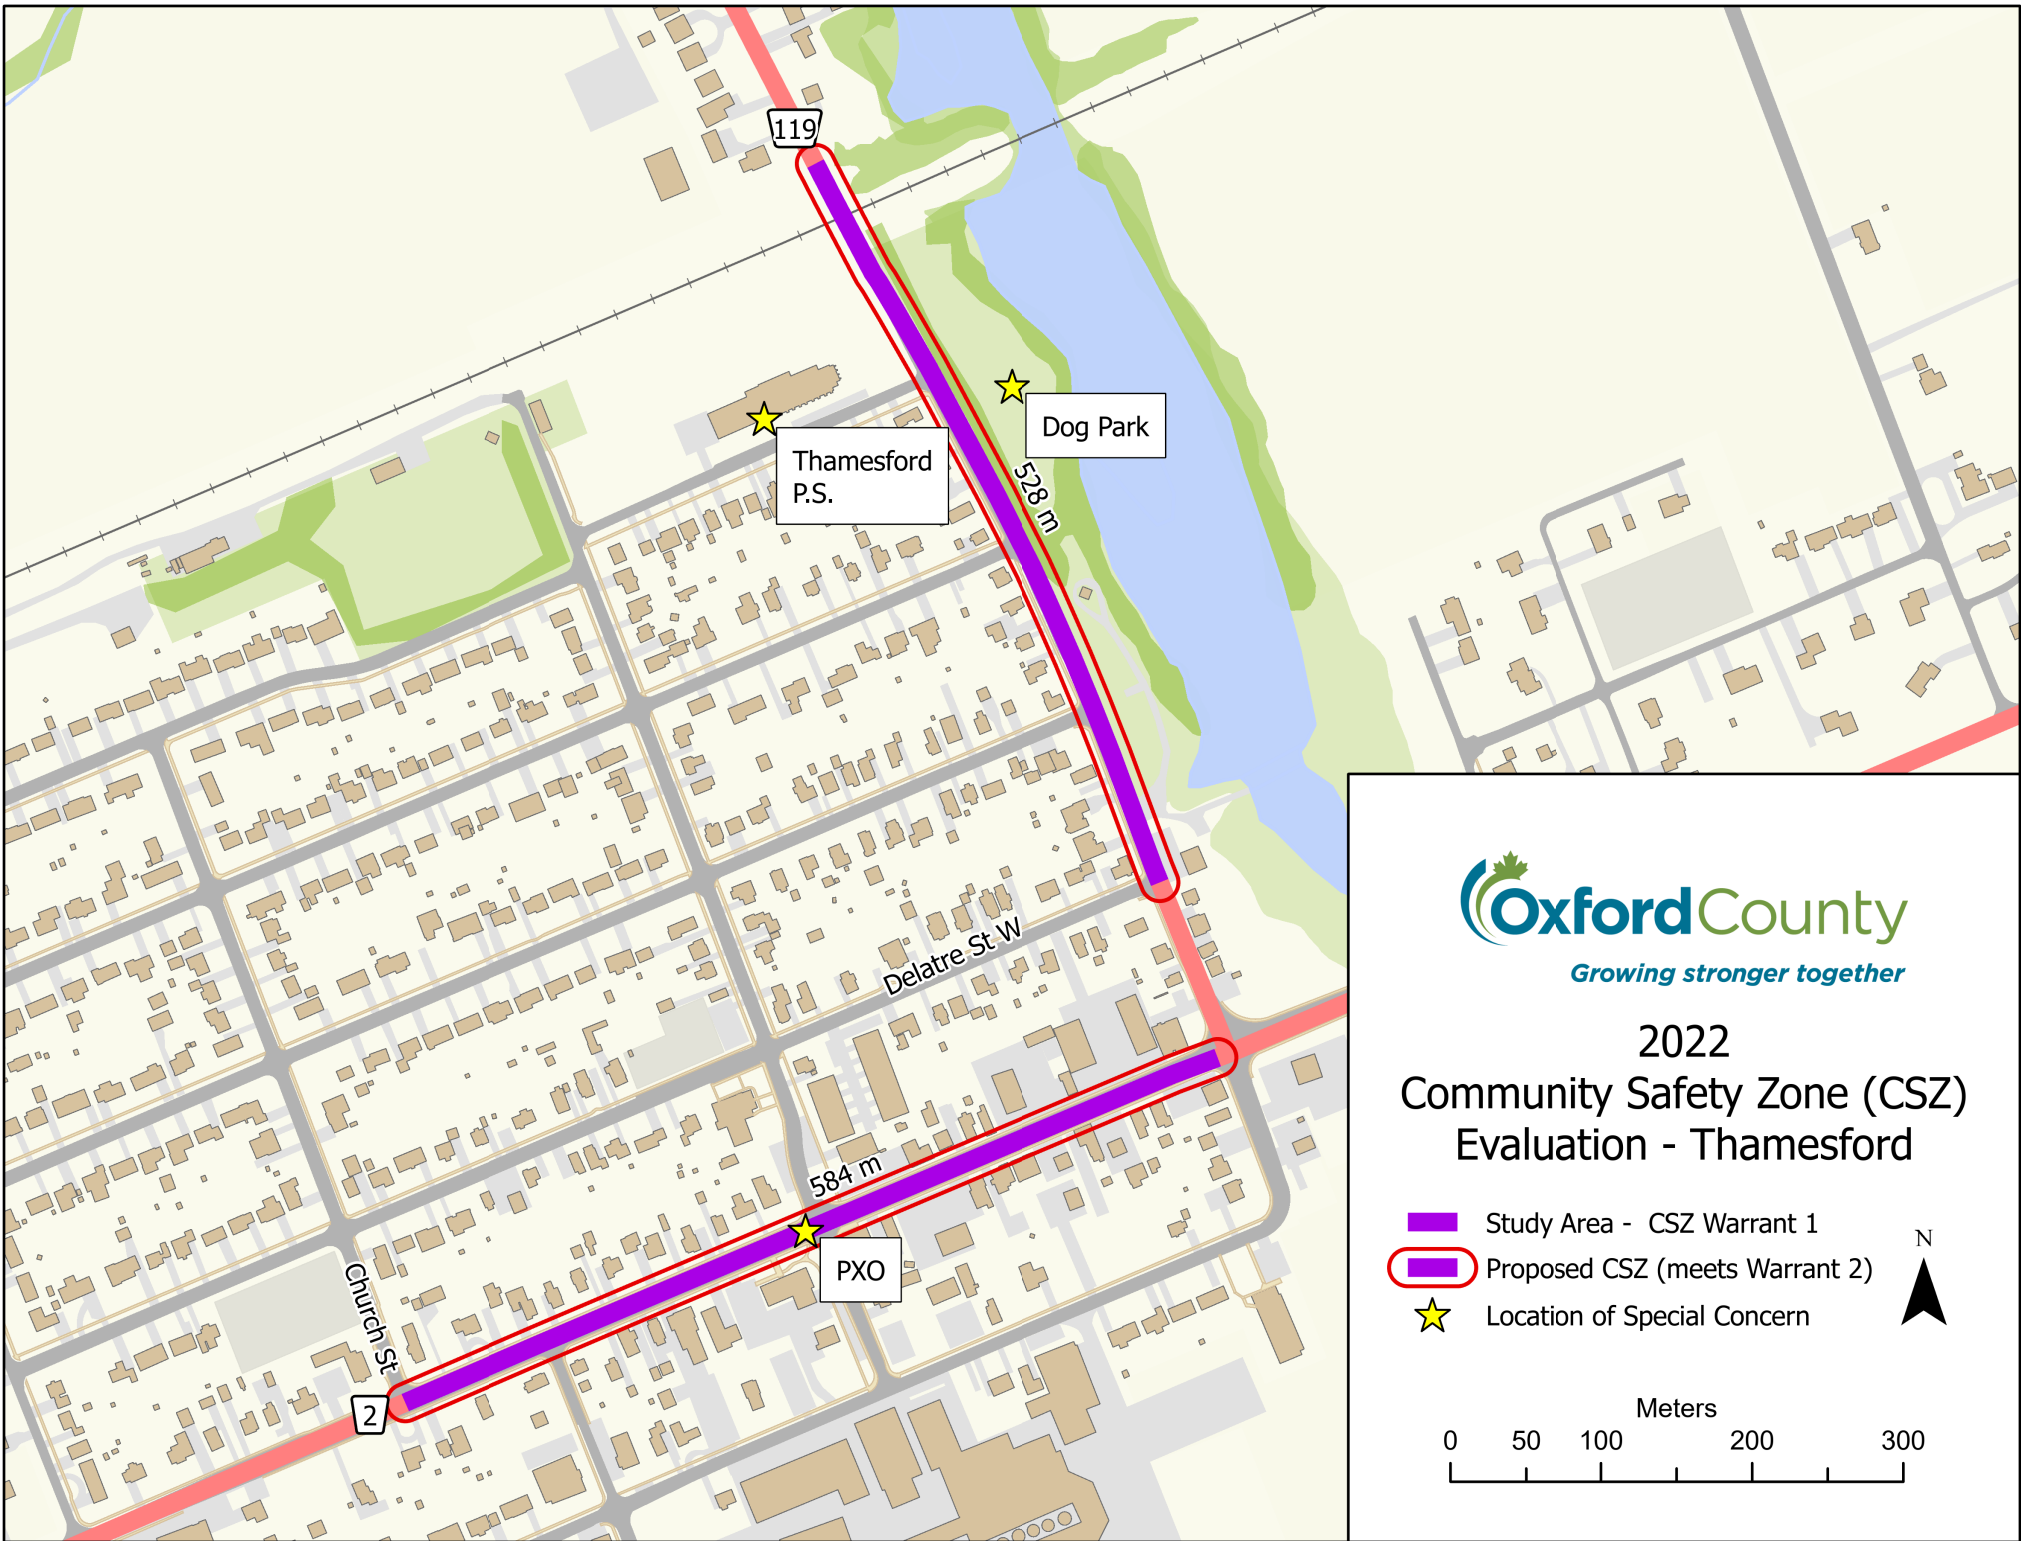 119
Dog Park
Thamesford
P.S.
528 m
Delatre St W
584 m
PXO
Church St
2
OxfordCounty
Growing stronger together
2022
Community Safety Zone (CSZ)
Evaluation - Thamesford
Study Area - CSZ Warrant 1
Proposed CSZ (meets Warrant 2)
Location of Special Concern
N
Meters
0 50 100 200 300